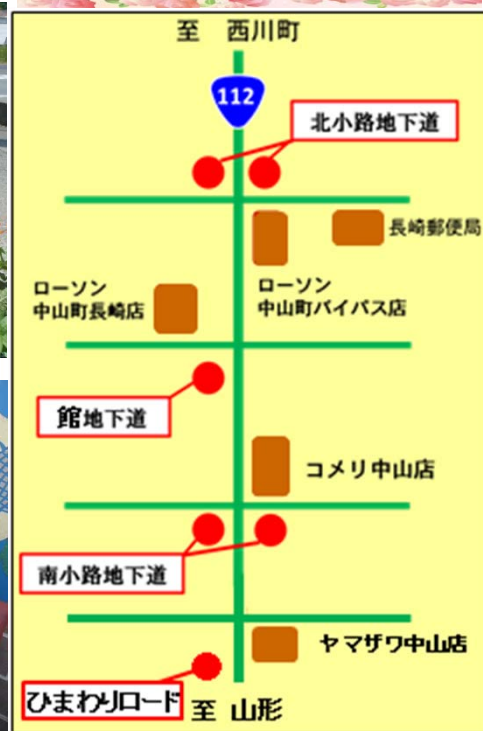 至 西川町
112
北小路地下道
長崎郵便局
ローソン
中山町長崎店
ローソン
中山町バイパス店
館地下道
コメリ中山店
南小路地下道
ヤマザワ中山店
ひまわりロード
至 山形